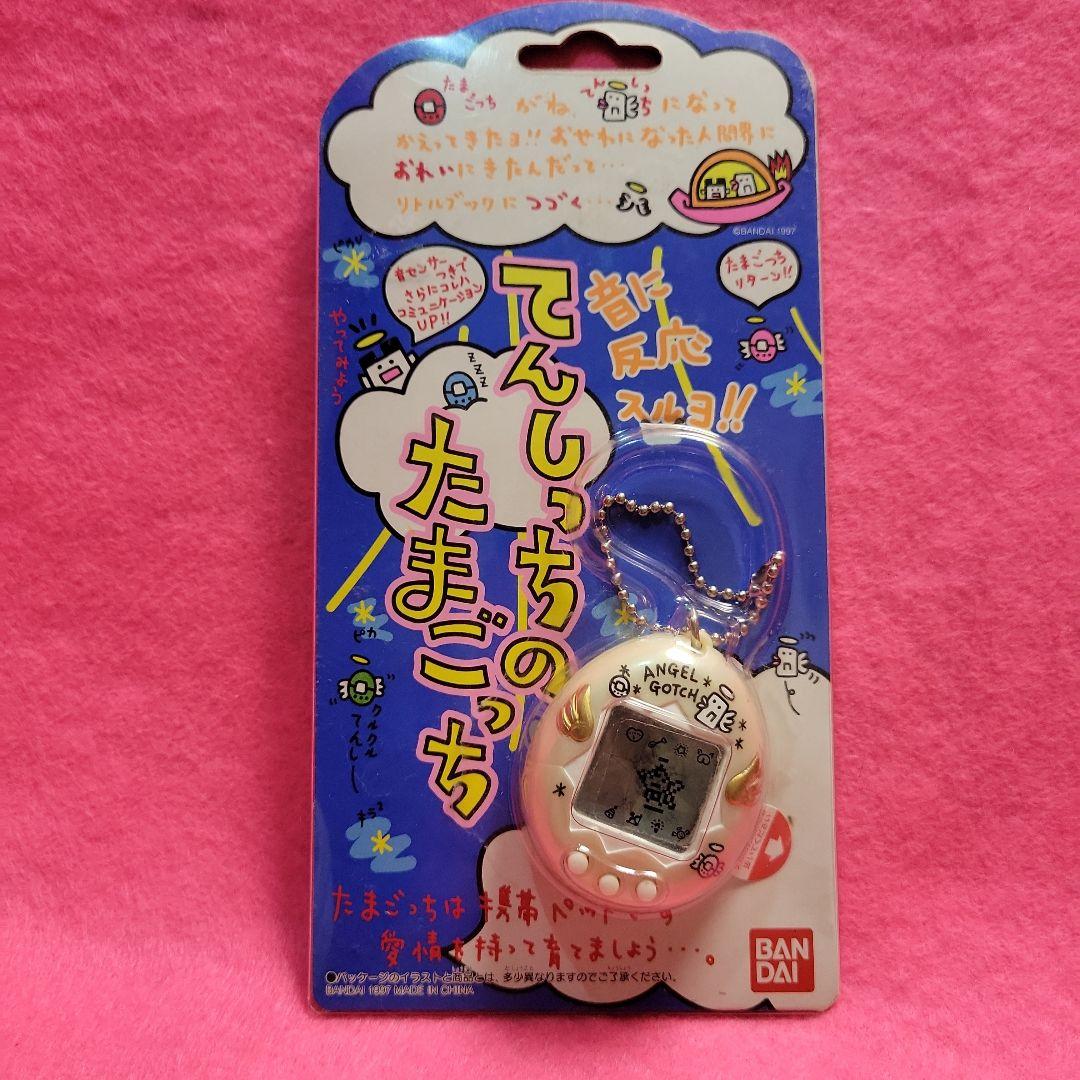 たまごっち がね、てんしっちになって
かえってきたヨ!! おせわになった人間界に
おれいにきたんだって…
リトルブックにつづく…
©BANDAI 1997
ピカリ
音センサー
つきで
さらにコレハ
コミュニケーション
UP!!
たまごっち
リターン!!
やってみよう
zzz
音に
反応
スルヨ!!
てんしっちの
たまごっち
ANGEL
GOTCH
ピカ
クルクル
てんしー
キラ2
たまごっちは携帯ペットです
愛情を持って育てましょう…。
●パッケージのイラストと商品とは、多少異なりますのでご了承ください。
BANDAI 1997 MADE IN CHINA
BAN
DAI